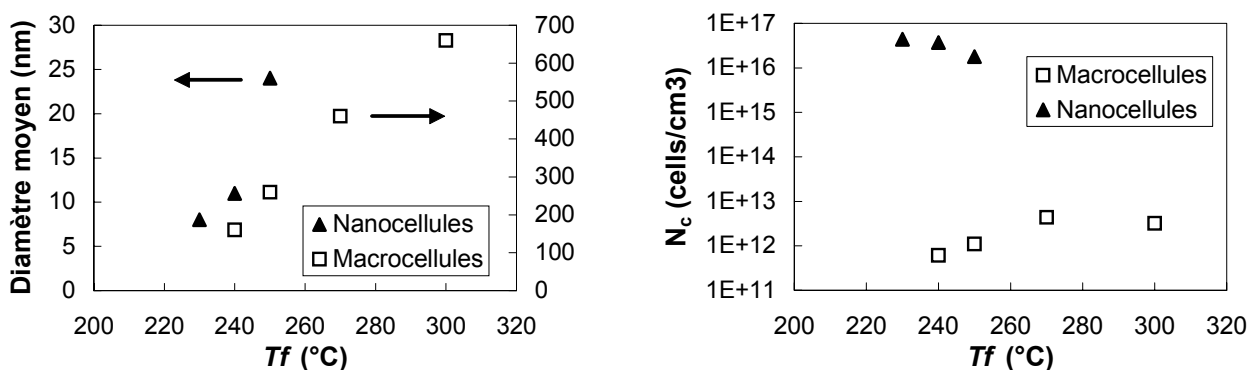 Diamètre moyen (nm)
30
25
20
15
10
5
0
700
600
500
400
300
200
100
0
Nanocellules
Macrocellules
200 220 240 260 280 300 320
Tf (°C)
N_c (cells/cm3)
1E+17
1E+16
1E+15
1E+14
1E+13
1E+12
1E+11
Macrocellules
Nanocellules
200 220 240 260 280 300 320
Tf (°C)